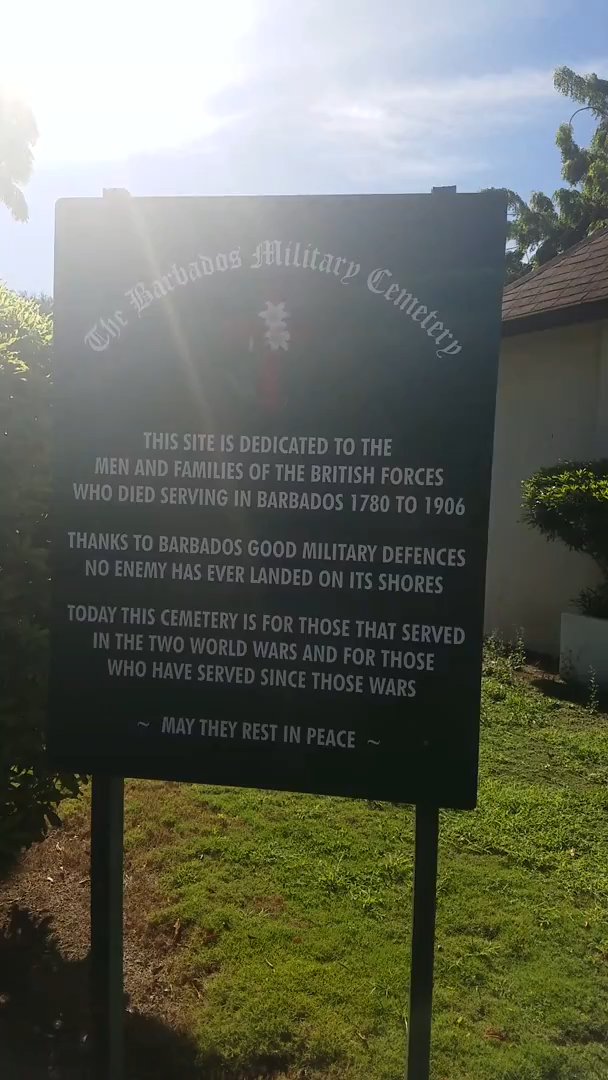 The Barbados Military Cemetery
THIS SITE IS DEDICATED TO THE
MEN AND FAMILIES OF THE BRITISH FORCES
WHO DIED SERVING IN BARBADOS 1780 TO 1906
THANKS TO BARBADOS GOOD MILITARY DEFENCES
NO ENEMY HAS EVER LANDED ON ITS SHORES
TODAY THIS CEMETERY IS FOR THOSE THAT SERVED
IN THE TWO WORLD WARS AND FOR THOSE
WHO HAVE SERVED SINCE THOSE WARS
~ MAY THEY REST IN PEACE ~